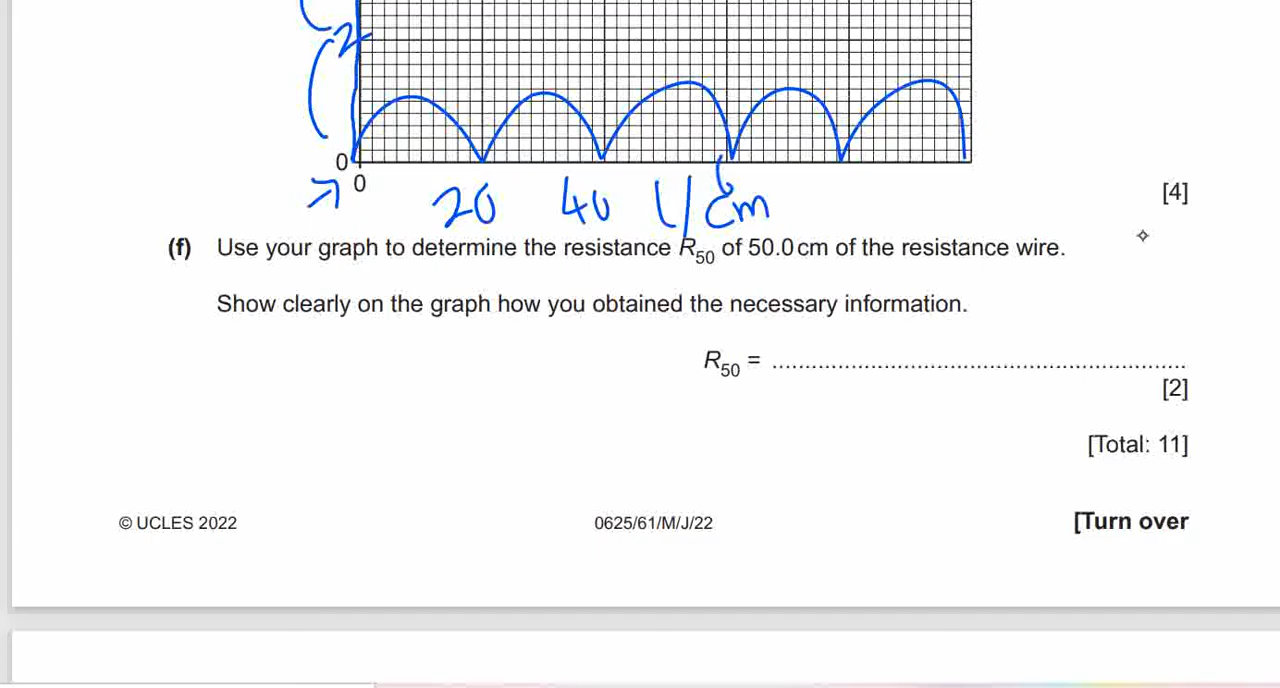 2
0
0
20 40 l/cm
[4]
(f) Use your graph to determine the resistance R50 of 50.0 cm of the resistance wire.
Show clearly on the graph how you obtained the necessary information.
R50 = ..............................................................
[2]
[Total: 11]
© UCLES 2022 0625/61/M/J/22 [Turn over